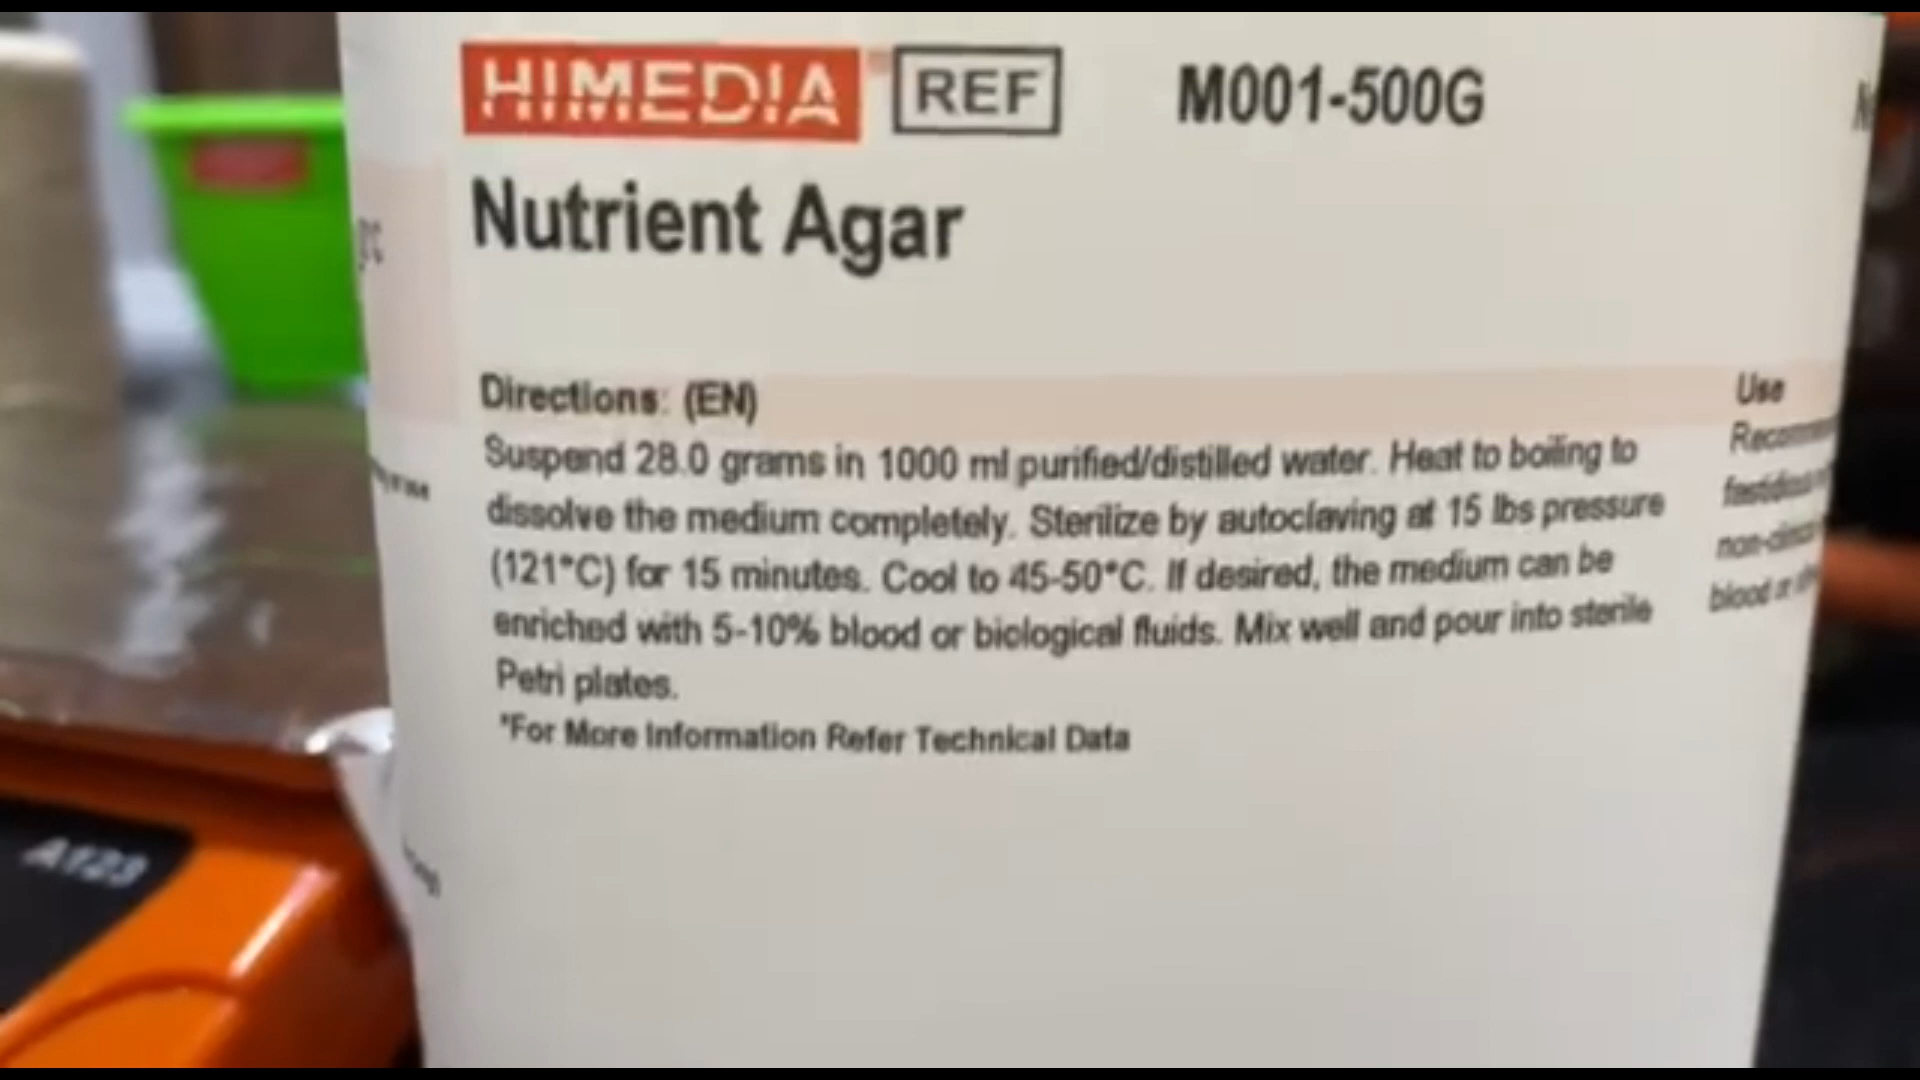 HIMEDIA REF M001-500G
Nutrient Agar
Directions: (EN)
Suspend 28.0 grams in 1000 ml purified/distilled water. Heat to boiling to
dissolve the medium completely. Sterilize by autoclaving at 15 lbs pressure
(121°C) for 15 minutes. Cool to 45-50°C. If desired, the medium can be
enriched with 5-10% blood or biological fluids. Mix well and pour into sterile
Petri plates.
*For More Information Refer Technical Data
Use
blood or
A123